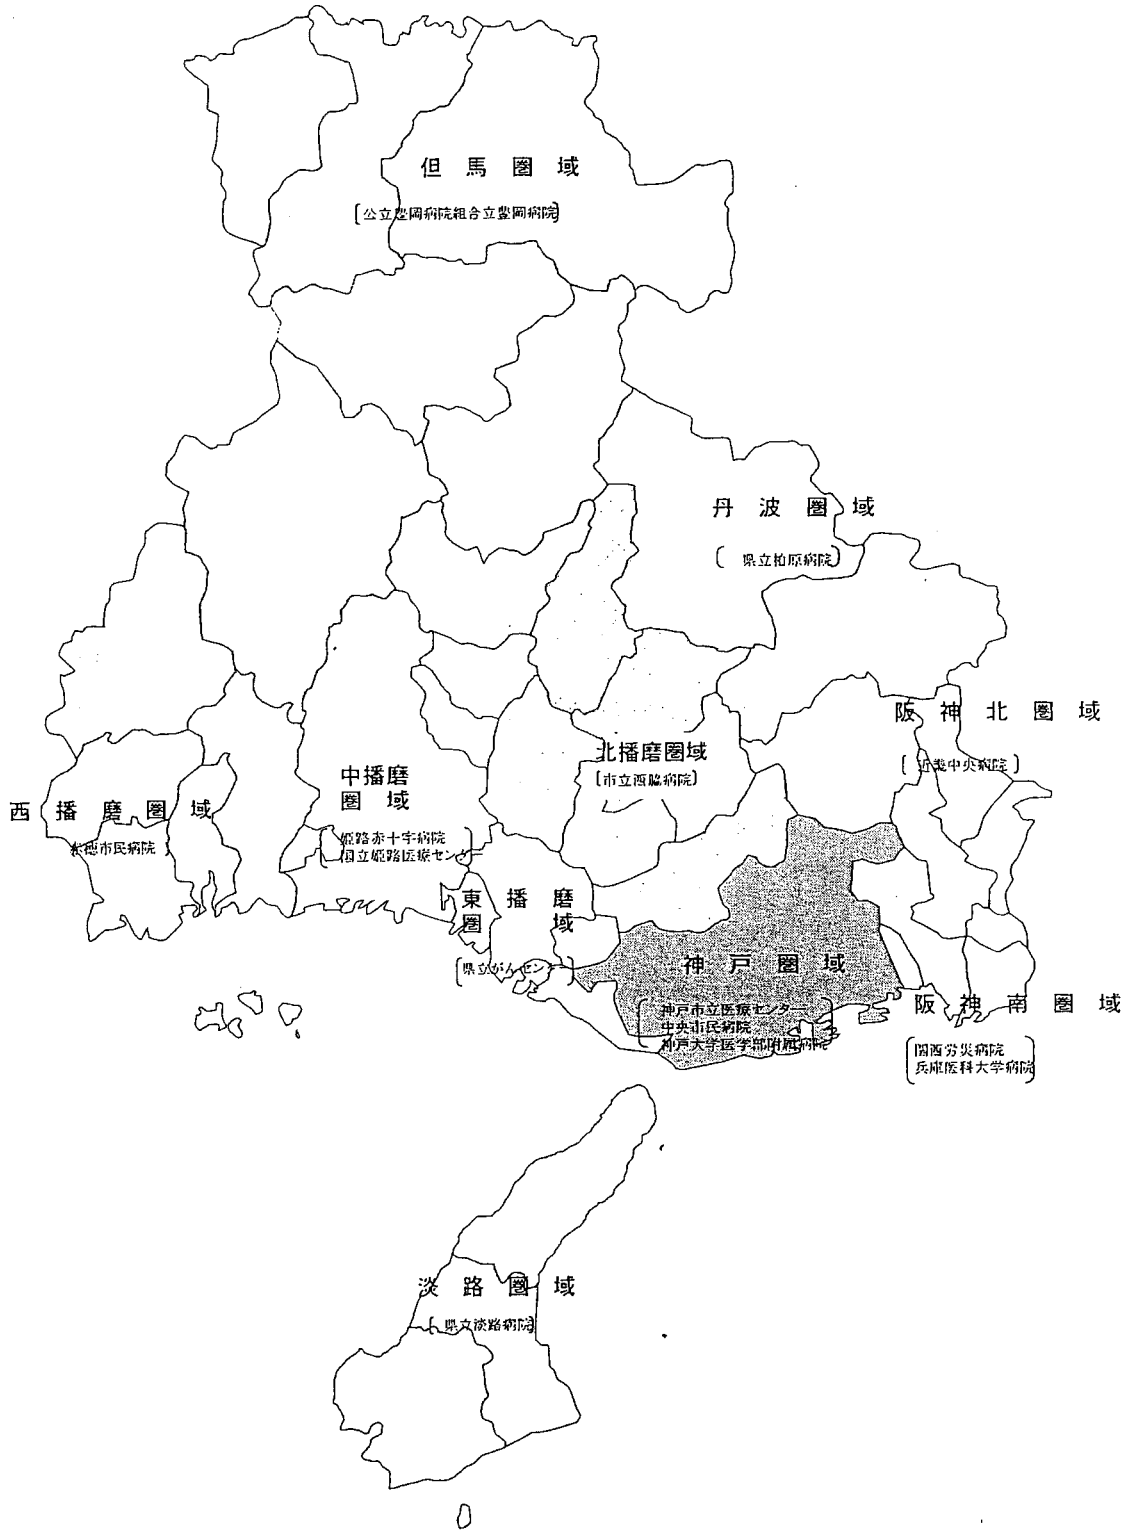 但馬圏域
[公立豊岡病院組合立豊岡病院]
丹波圏域
[県立柏原病院]
阪神北圏域
[近畿中央病院]
北播磨圏域
[市立西脇病院]
中播磨
圏域
[姫路赤十字病院
国立姫路医療センター]
西播磨圏域
赤穂市民病院
東播磨
圏域
[県立がんセンター]
神戸圏域
[神戸市立医療センター
中央市民病院
神戸大学医学部附属病院]
阪神南圏域
[関西労災病院
兵庫医科大学病院]
淡路圏域
[県立淡路病院]